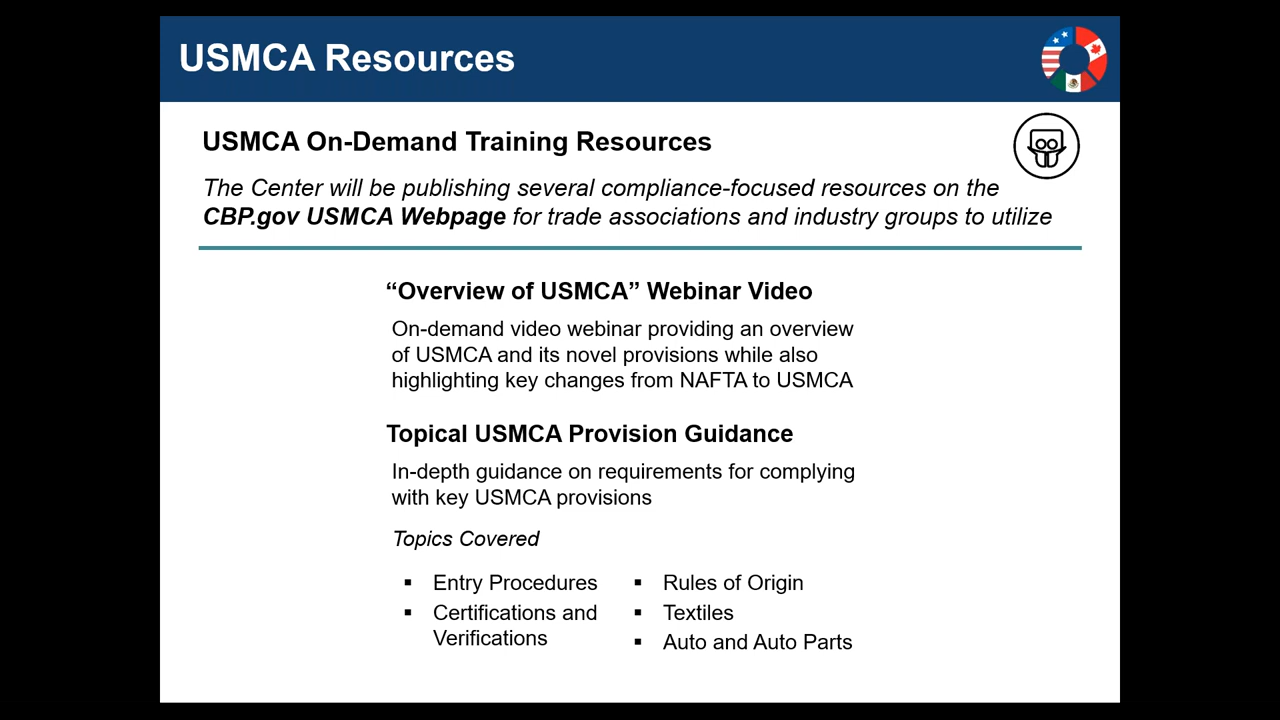 USMCA Resources
USMCA On-Demand Training Resources
The Center will be publishing several compliance-focused resources on the
CBP.gov USMCA Webpage for trade associations and industry groups to utilize
“Overview of USMCA” Webinar Video
On-demand video webinar providing an overview
of USMCA and its novel provisions while also
highlighting key changes from NAFTA to USMCA
Topical USMCA Provision Guidance
In-depth guidance on requirements for complying
with key USMCA provisions
Topics Covered
▪ Entry Procedures
▪ Certifications and
Verifications
▪ Rules of Origin
▪ Textiles
▪ Auto and Auto Parts